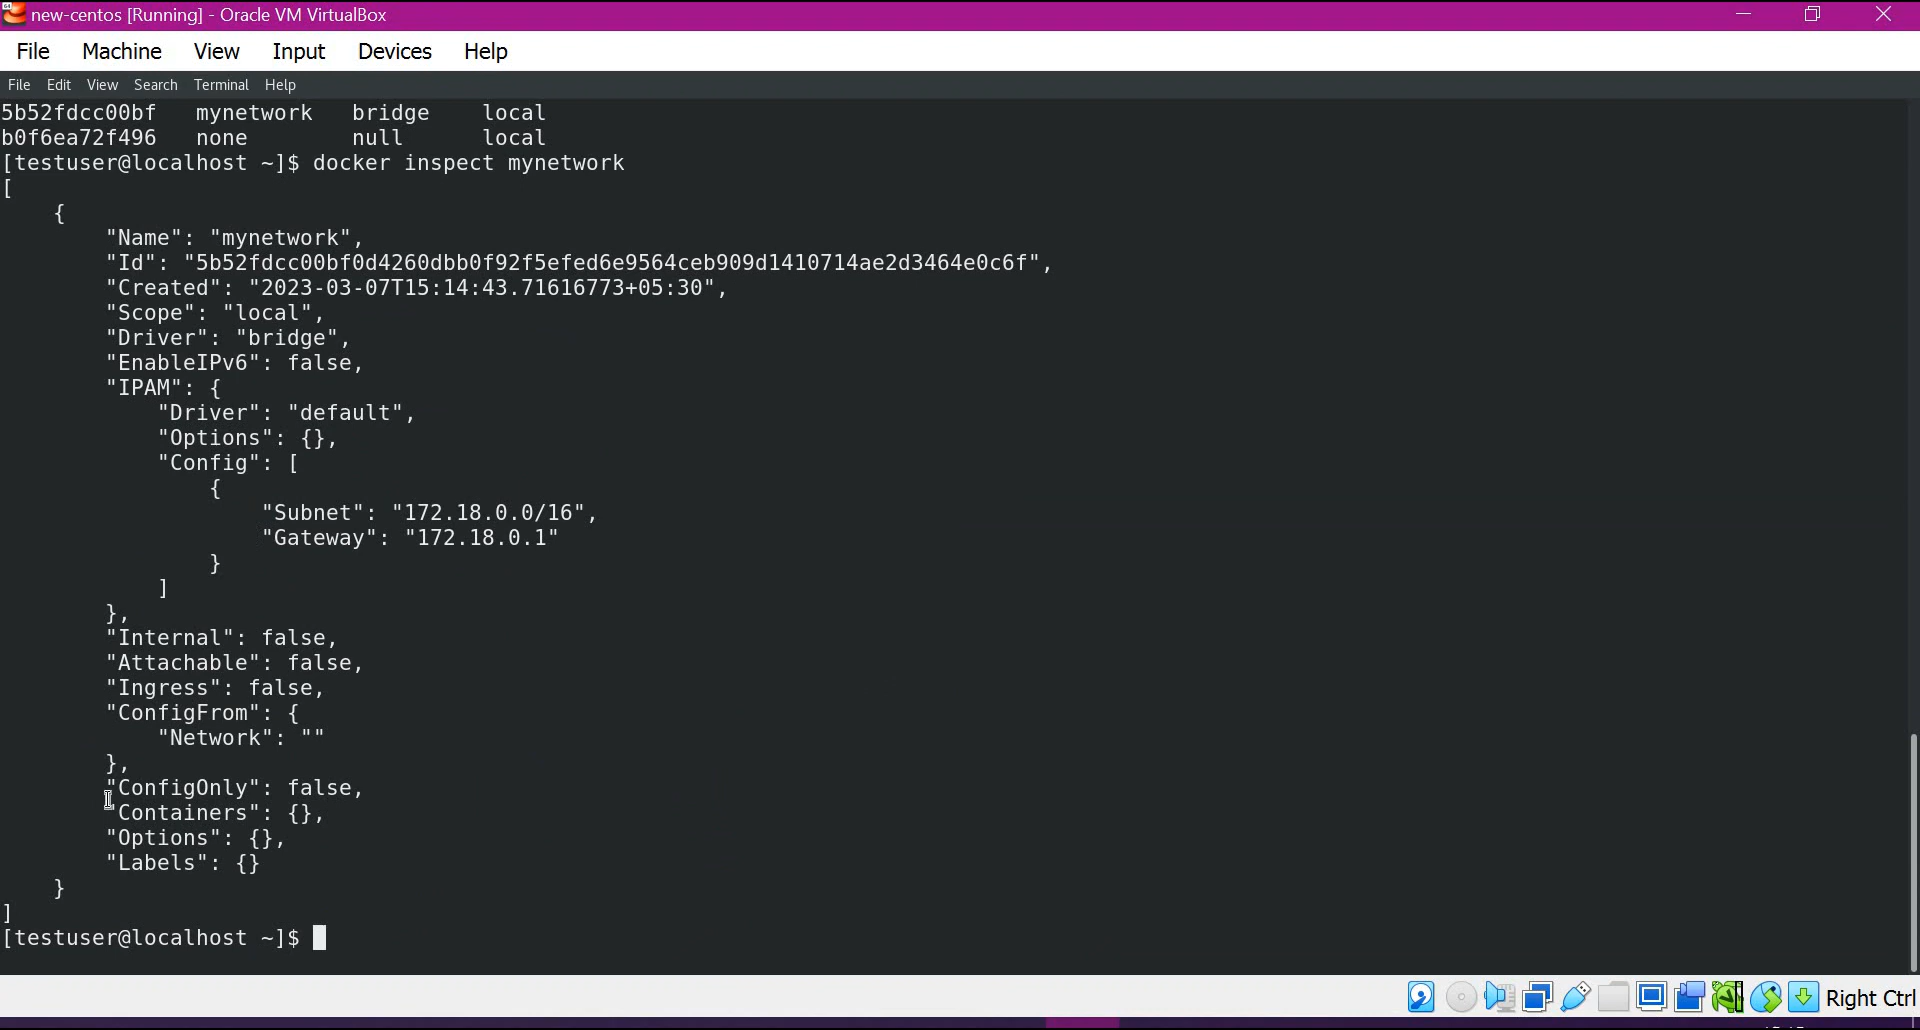 new-centos [Running] - Oracle VM VirtualBox
File Machine View Input Devices Help
File Edit View Search Terminal Help
5b52fdcc00bf   mynetwork   bridge    local
b0f6ea72f496   none        null      local
[testuser@localhost ~]$ docker inspect mynetwork
[
    {
        "Name": "mynetwork",
        "Id": "5b52fdcc00bf0d4260dbb0f92f5efed6e9564ceb909d1410714ae2d3464e0c6f",
        "Created": "2023-03-07T15:14:43.71616773+05:30",
        "Scope": "local",
        "Driver": "bridge",
        "EnableIPv6": false,
        "IPAM": {
            "Driver": "default",
            "Options": {},
            "Config": [
                {
                    "Subnet": "172.18.0.0/16",
                    "Gateway": "172.18.0.1"
                }
            ]
        },
        "Internal": false,
        "Attachable": false,
        "Ingress": false,
        "ConfigFrom": {
            "Network": ""
        },
        "ConfigOnly": false,
        "Containers": {},
        "Options": {},
        "Labels": {}
    }
]
[testuser@localhost ~]$
Right Ctrl